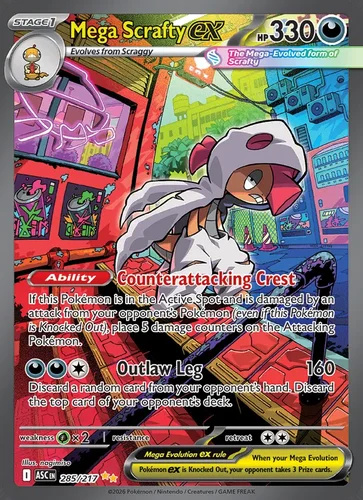 STAGE 1
Mega Scrafty ex
HP 330
Evolves from Scraggy
The Mega-Evolved form of
Scrafty
Ability
Counterattacking Crest
If this Pokémon is in the Active Spot and is damaged by an
attack from your opponent's Pokémon (even if this Pokémon
is Knocked Out), place 5 damage counters on the Attacking
Pokémon.
Outlaw Leg 160
Discard a random card from your opponent's hand. Discard
the top card of your opponent's deck.
weakness ×2 resistance retreat
Illus. nagimiso
Mega Evolution ex rule
When your Mega Evolution
Pokémon ex is Knocked Out, your opponent takes 3 Prize cards.
I ASC EN 285/217
©2026 Pokémon / Nintendo / Creatures / GAME FREAK